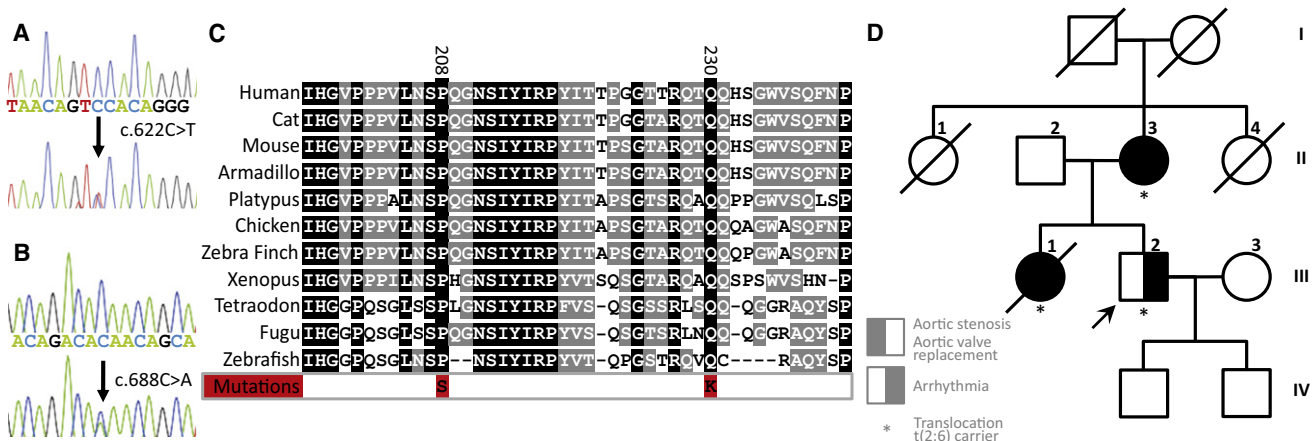 A
TAACAGTCCACAGGG
c.622C>T
B
ACAGACACAACAGCA
c.688C>A
C
208
230
Human IHGVPPPVLNSPQGNSIYIRPYITTPGGTTRQTQQHSGWVSQFNP
Cat IHGVPPPVLNSPQGNSIYIRPYITTPGGTARQTQQHSGWVSQFNP
Mouse IHGVPPPVLNSPQGNSIYIRPYITTPSGTARQTQQHSGWVSQFNP
Armadillo IHGVPPPVLNSPQGNSIYIRPYITTPSGTARQTQQHSGWVSQFNP
Platypus IHGVPPPALNSPQGNSIYIRPYITAPSGTSRQAQQPPGWVSQLSP
Chicken IHGVPPPVLNSPQGNSIYIRPYITAPSGTARQTQQQAGWASQFNP
Zebra Finch IHGVPPPVLNSPQGNSIYIRPYITAPSGTARQTQQQPGWASQFNP
Xenopus IHGVPPPILNSPHGNSIYIRPYVTSQSGTARQAQQSPSWVSHN-P
Tetraodon IHGGPQSGLSSPLGNSIYIRPFVS-QSGSSRLSQQ-QGGRAQYSP
Fugu IHGGPQSGLSSPQGNSIYIRPYVS-QSGTSRLNQQ-QGGRAQYSP
Zebrafish IHGGPQSGLNSP--NSIYIRPYVT-QPGSTRQVQC----RAQYSP
Mutations S K
D
I
1 2 3 4
II
*
1 2 3
III
* *
IV
Aortic stenosis
Aortic valve
replacement
Arrhythmia
* Translocation
t(2:6) carrier